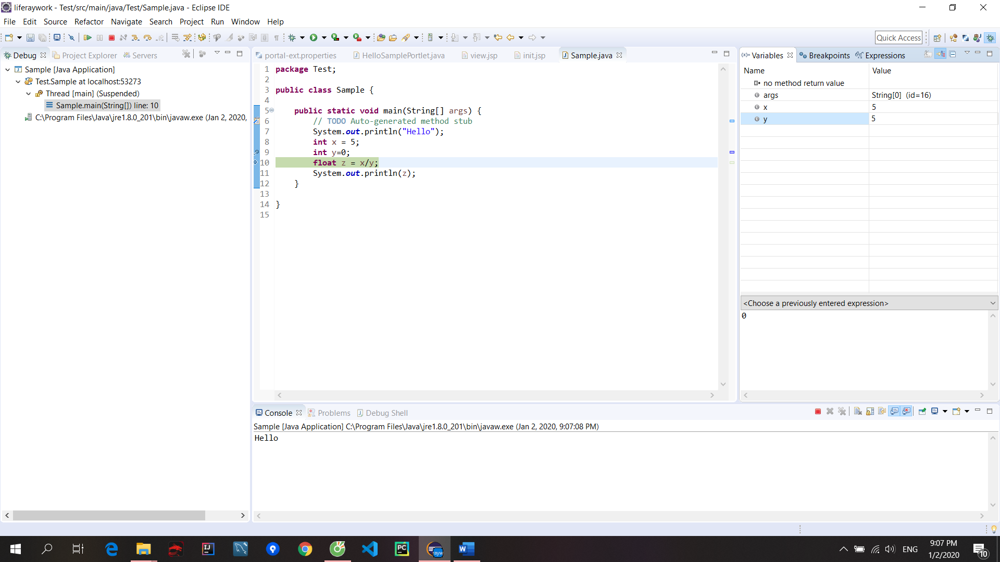 liferaywork - Test/src/main/java/Test/Sample.java - Eclipse IDE
File Edit Source Refactor Navigate Search Project Run Window Help
Quick Access
Debug Project Explorer Servers
Sample [Java Application]
Test.Sample at localhost:53273
Thread [main] (Suspended)
Sample.main(String[]) line: 10
C:\Program Files\Java\jre1.8.0_201\bin\javaw.exe (Jan 2, 2020,
portal-ext.properties HelloSamplePortlet.java view.jsp init.jsp Sample.java
1 package Test;
2
3 public class Sample {
4
5 public static void main(String[] args) {
6 // TODO Auto-generated method stub
7 System.out.println("Hello");
8 int x = 5;
9 int y=0;
10 float z = x/y;
11 System.out.println(z);
12 }
13
14 }
15
(x)= Variables Breakpoints Expressions
Name Value
no method return value
args String[0] (id=16)
x 5
y 5
<Choose a previously entered expression>
0
Console Problems Debug Shell
Sample [Java Application] C:\Program Files\Java\jre1.8.0_201\bin\javaw.exe (Jan 2, 2020, 9:07:08 PM)
Hello
ENG
9:07 PM
1/2/2020
10